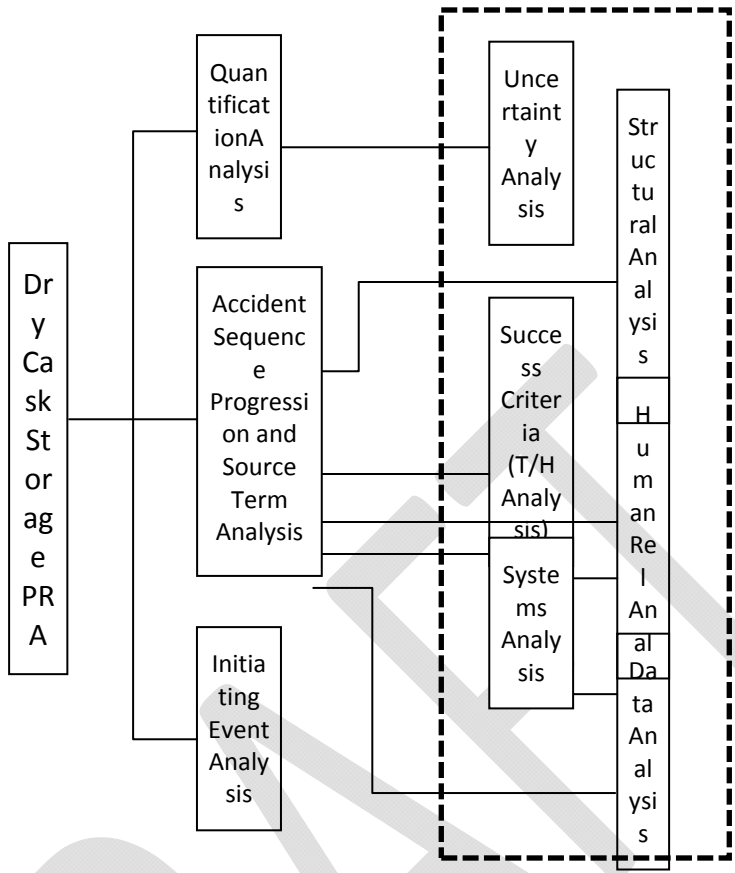 Dr
y
Ca
sk
St
or
ag
e
PR
A
Quan
tificat
ionA
nalysi
s
Accident
Sequenc
e
Progressi
on and
Source
Term
Analysis
Initia
ting
Event
Analy
sis
Unce
rtaint
y
Analy
sis
Succe
ss
Criter
ia
(T/H
Analy
sis)
Syste
ms
Analy
sis
Str
uc
tu
ral
An
al
ysi
s
H
u
m
an
Re
l
An
al
Da
ta
An
al
ysi
s
DRAFT